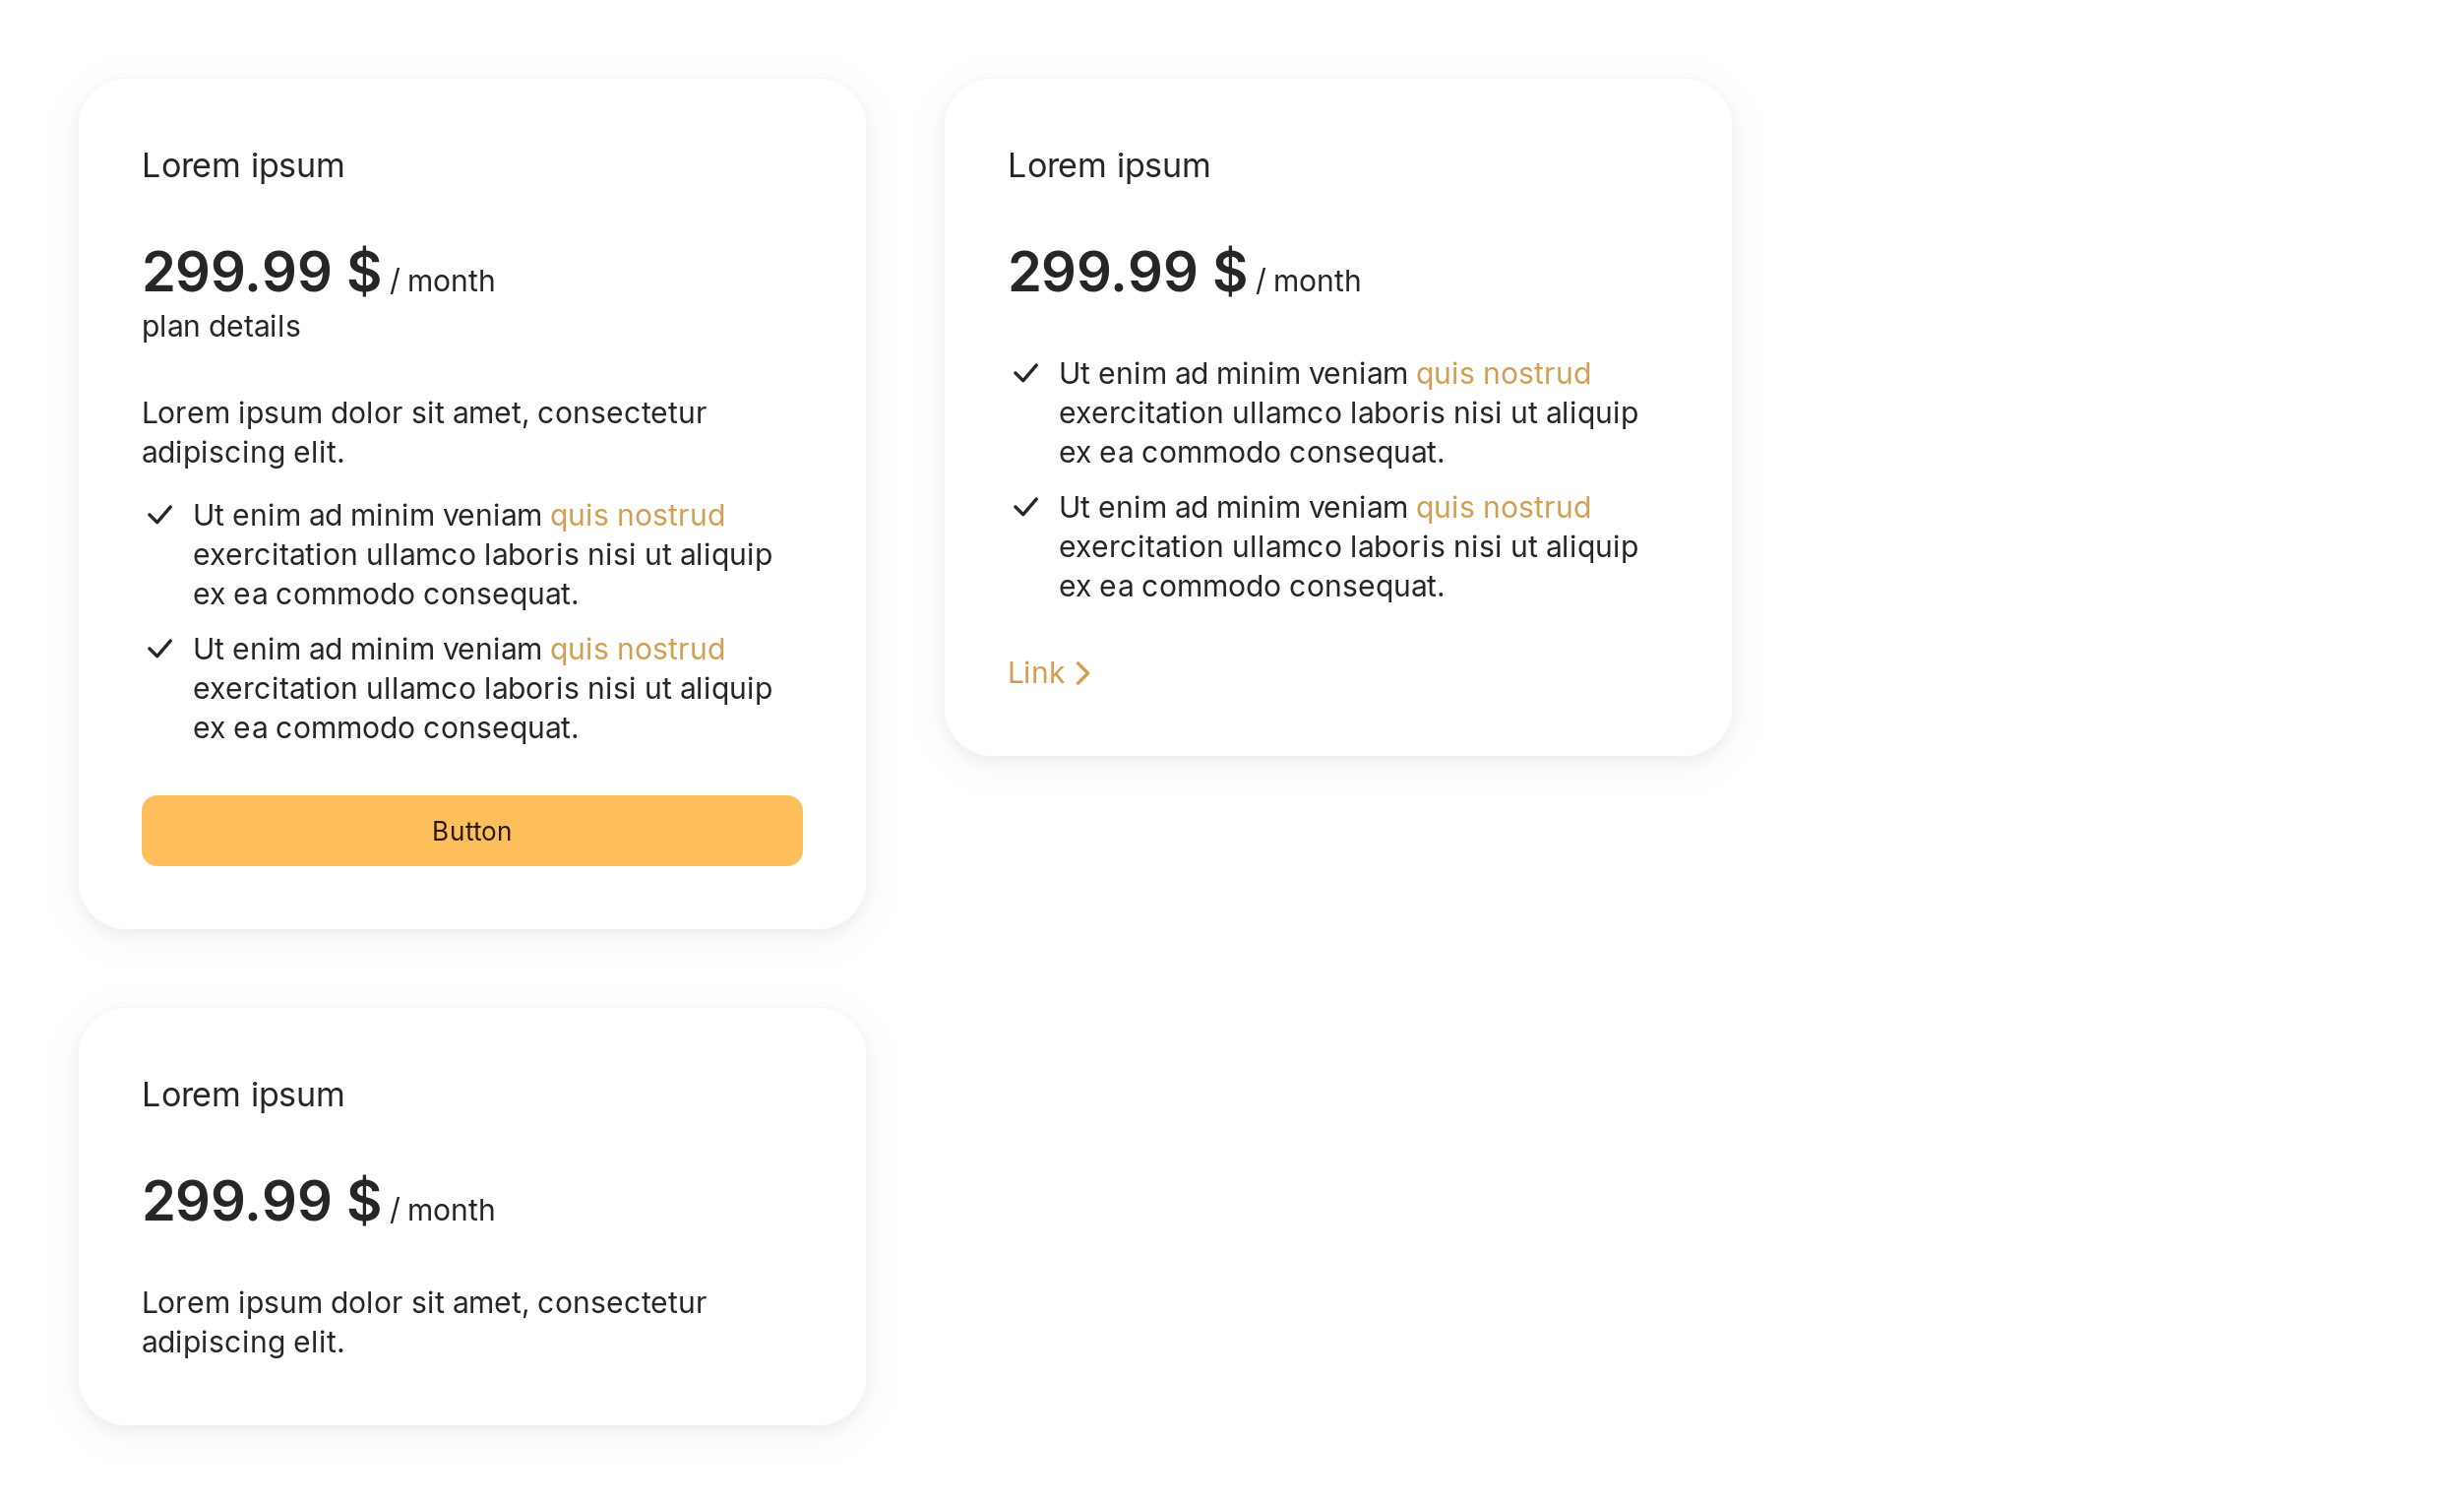 Lorem ipsum
299.99 $ / month
plan details
Lorem ipsum dolor sit amet, consectetur
adipiscing elit.
Ut enim ad minim veniam quis nostrud
exercitation ullamco laboris nisi ut aliquip
ex ea commodo consequat.
Ut enim ad minim veniam quis nostrud
exercitation ullamco laboris nisi ut aliquip
ex ea commodo consequat.
Button
Lorem ipsum
299.99 $ / month
Ut enim ad minim veniam quis nostrud
exercitation ullamco laboris nisi ut aliquip
ex ea commodo consequat.
Ut enim ad minim veniam quis nostrud
exercitation ullamco laboris nisi ut aliquip
ex ea commodo consequat.
Link
Lorem ipsum
299.99 $ / month
Lorem ipsum dolor sit amet, consectetur
adipiscing elit.